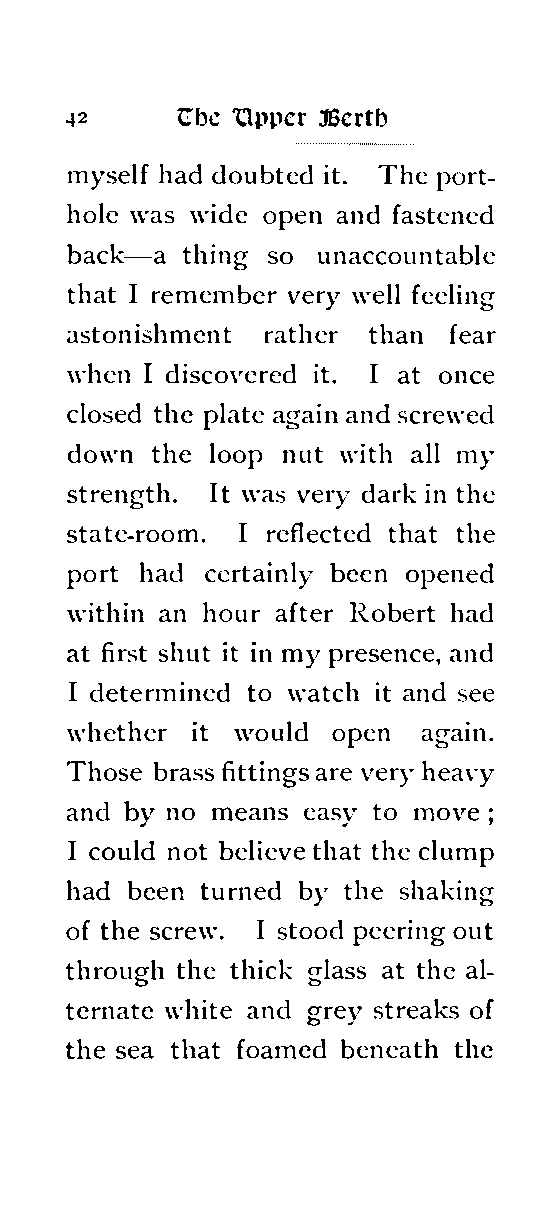 42 The Upper Berth
myself had doubted it. The port-
hole was wide open and fastened
back—a thing so unaccountable
that I remember very well feeling
astonishment rather than fear
when I discovered it. I at once
closed the plate again and screwed
down the loop nut with all my
strength. It was very dark in the
state-room. I reflected that the
port had certainly been opened
within an hour after Robert had
at first shut it in my presence, and
I determined to watch it and see
whether it would open again.
Those brass fittings are very heavy
and by no means easy to move ;
I could not believe that the clump
had been turned by the shaking
of the screw. I stood peering out
through the thick glass at the al-
ternate white and grey streaks of
the sea that foamed beneath the